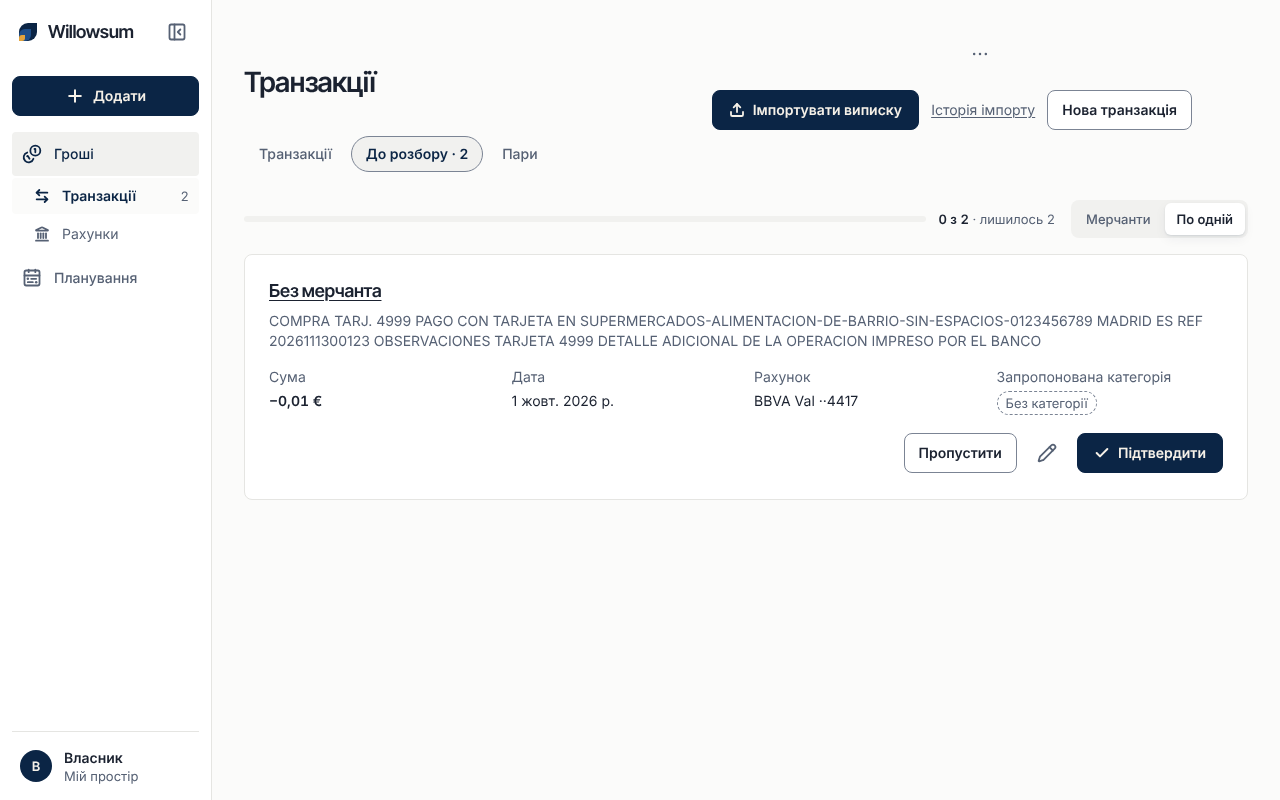 Willowsum
Додати
Гроші
Транзакції 2
Рахунки
Планування
Власник
В
Мій простір
...
Транзакції
Імпортувати виписку
Історія імпорту
Нова транзакція
Транзакції
До розбору · 2
Пари
0 з 2 · лишилось 2
Мерчанти
По одній
Без мерчанта
COMPRA TARJ. 4999 PAGO CON TARJETA EN SUPERMERCADOS-ALIMENTACION-DE-BARRIO-SIN-ESPACIOS-0123456789 MADRID ES REF
2026111300123 OBSERVACIONES TARJETA 4999 DETALLE ADICIONAL DE LA OPERACION IMPRESO POR EL BANCO
Сума
Дата
Рахунок
Запропонована категорія
−0,01 €
1 жовт. 2026 р.
BBVA Val ··4417
Без категорії
Пропустити
Підтвердити